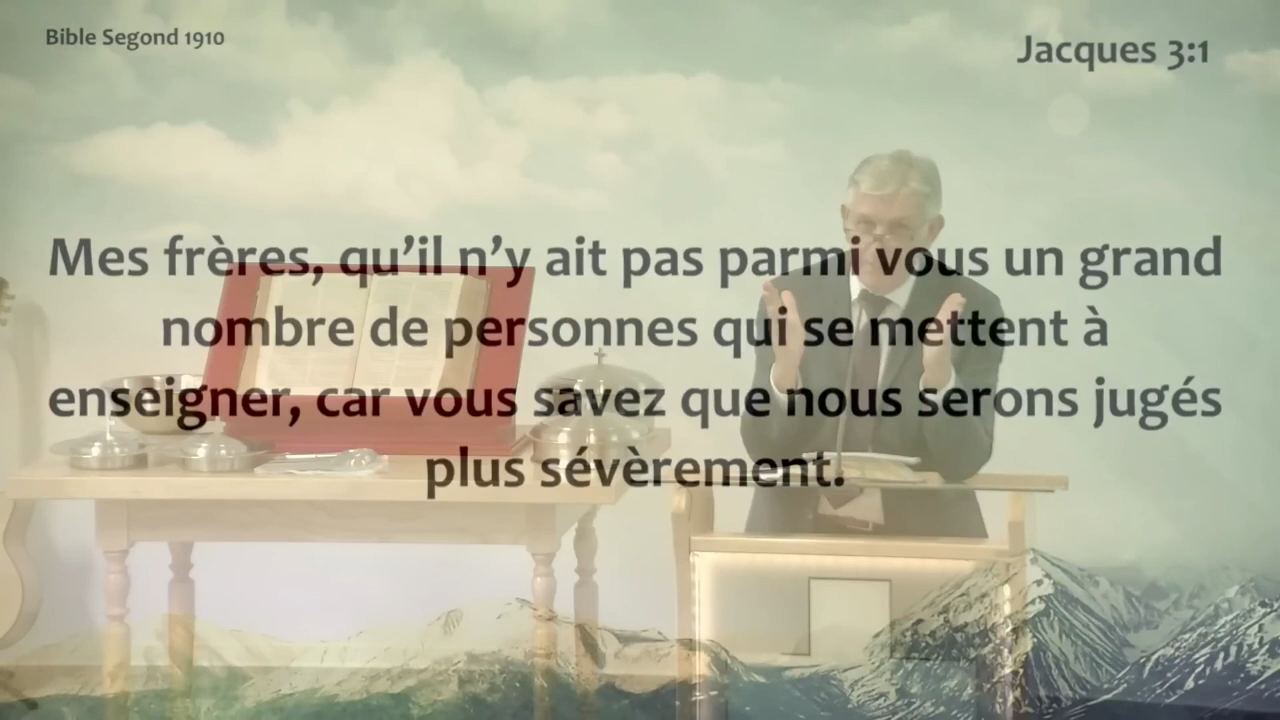 Bible Segond 1910
Jacques 3:1
Mes frères, qu’il n’y ait pas parmi vous un grand
nombre de personnes qui se mettent à
enseigner, car vous savez que nous serons jugés
plus sévèrement.